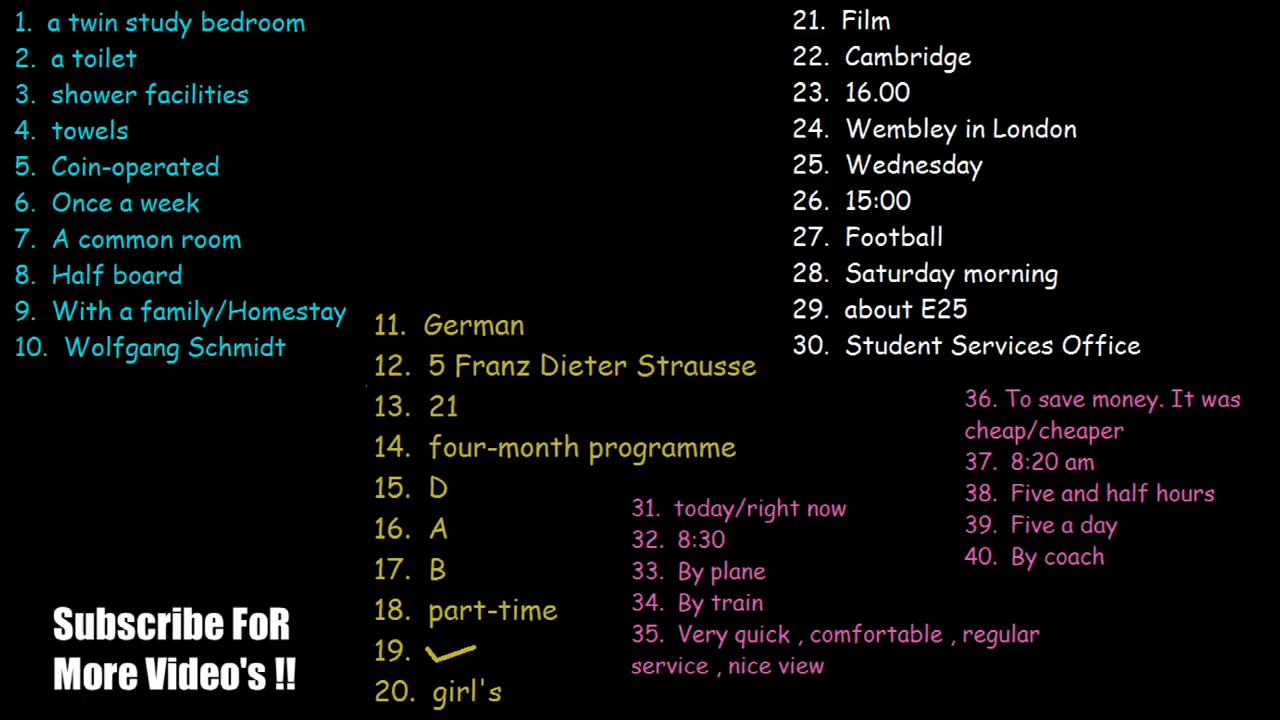 1. a twin study bedroom
2. a toilet
3. shower facilities
4. towels
5. Coin-operated
6. Once a week
7. A common room
8. Half board
9. With a family/Homestay
10. Wolfgang Schmidt
11. German
12. 5 Franz Dieter Strausse
13. 21
14. four-month programme
15. D
16. A
17. B
18. part-time
19. ✓
20. girl's
21. Film
22. Cambridge
23. 16.00
24. Wembley in London
25. Wednesday
26. 15:00
27. Football
28. Saturday morning
29. about E25
30. Student Services Office
31. today/right now
32. 8:30
33. By plane
34. By train
35. Very quick , comfortable , regular
service , nice view
36. To save money. It was
cheap/cheaper
37. 8:20 am
38. Five and half hours
39. Five a day
40. By coach
Subscribe FoR
More Video's !!